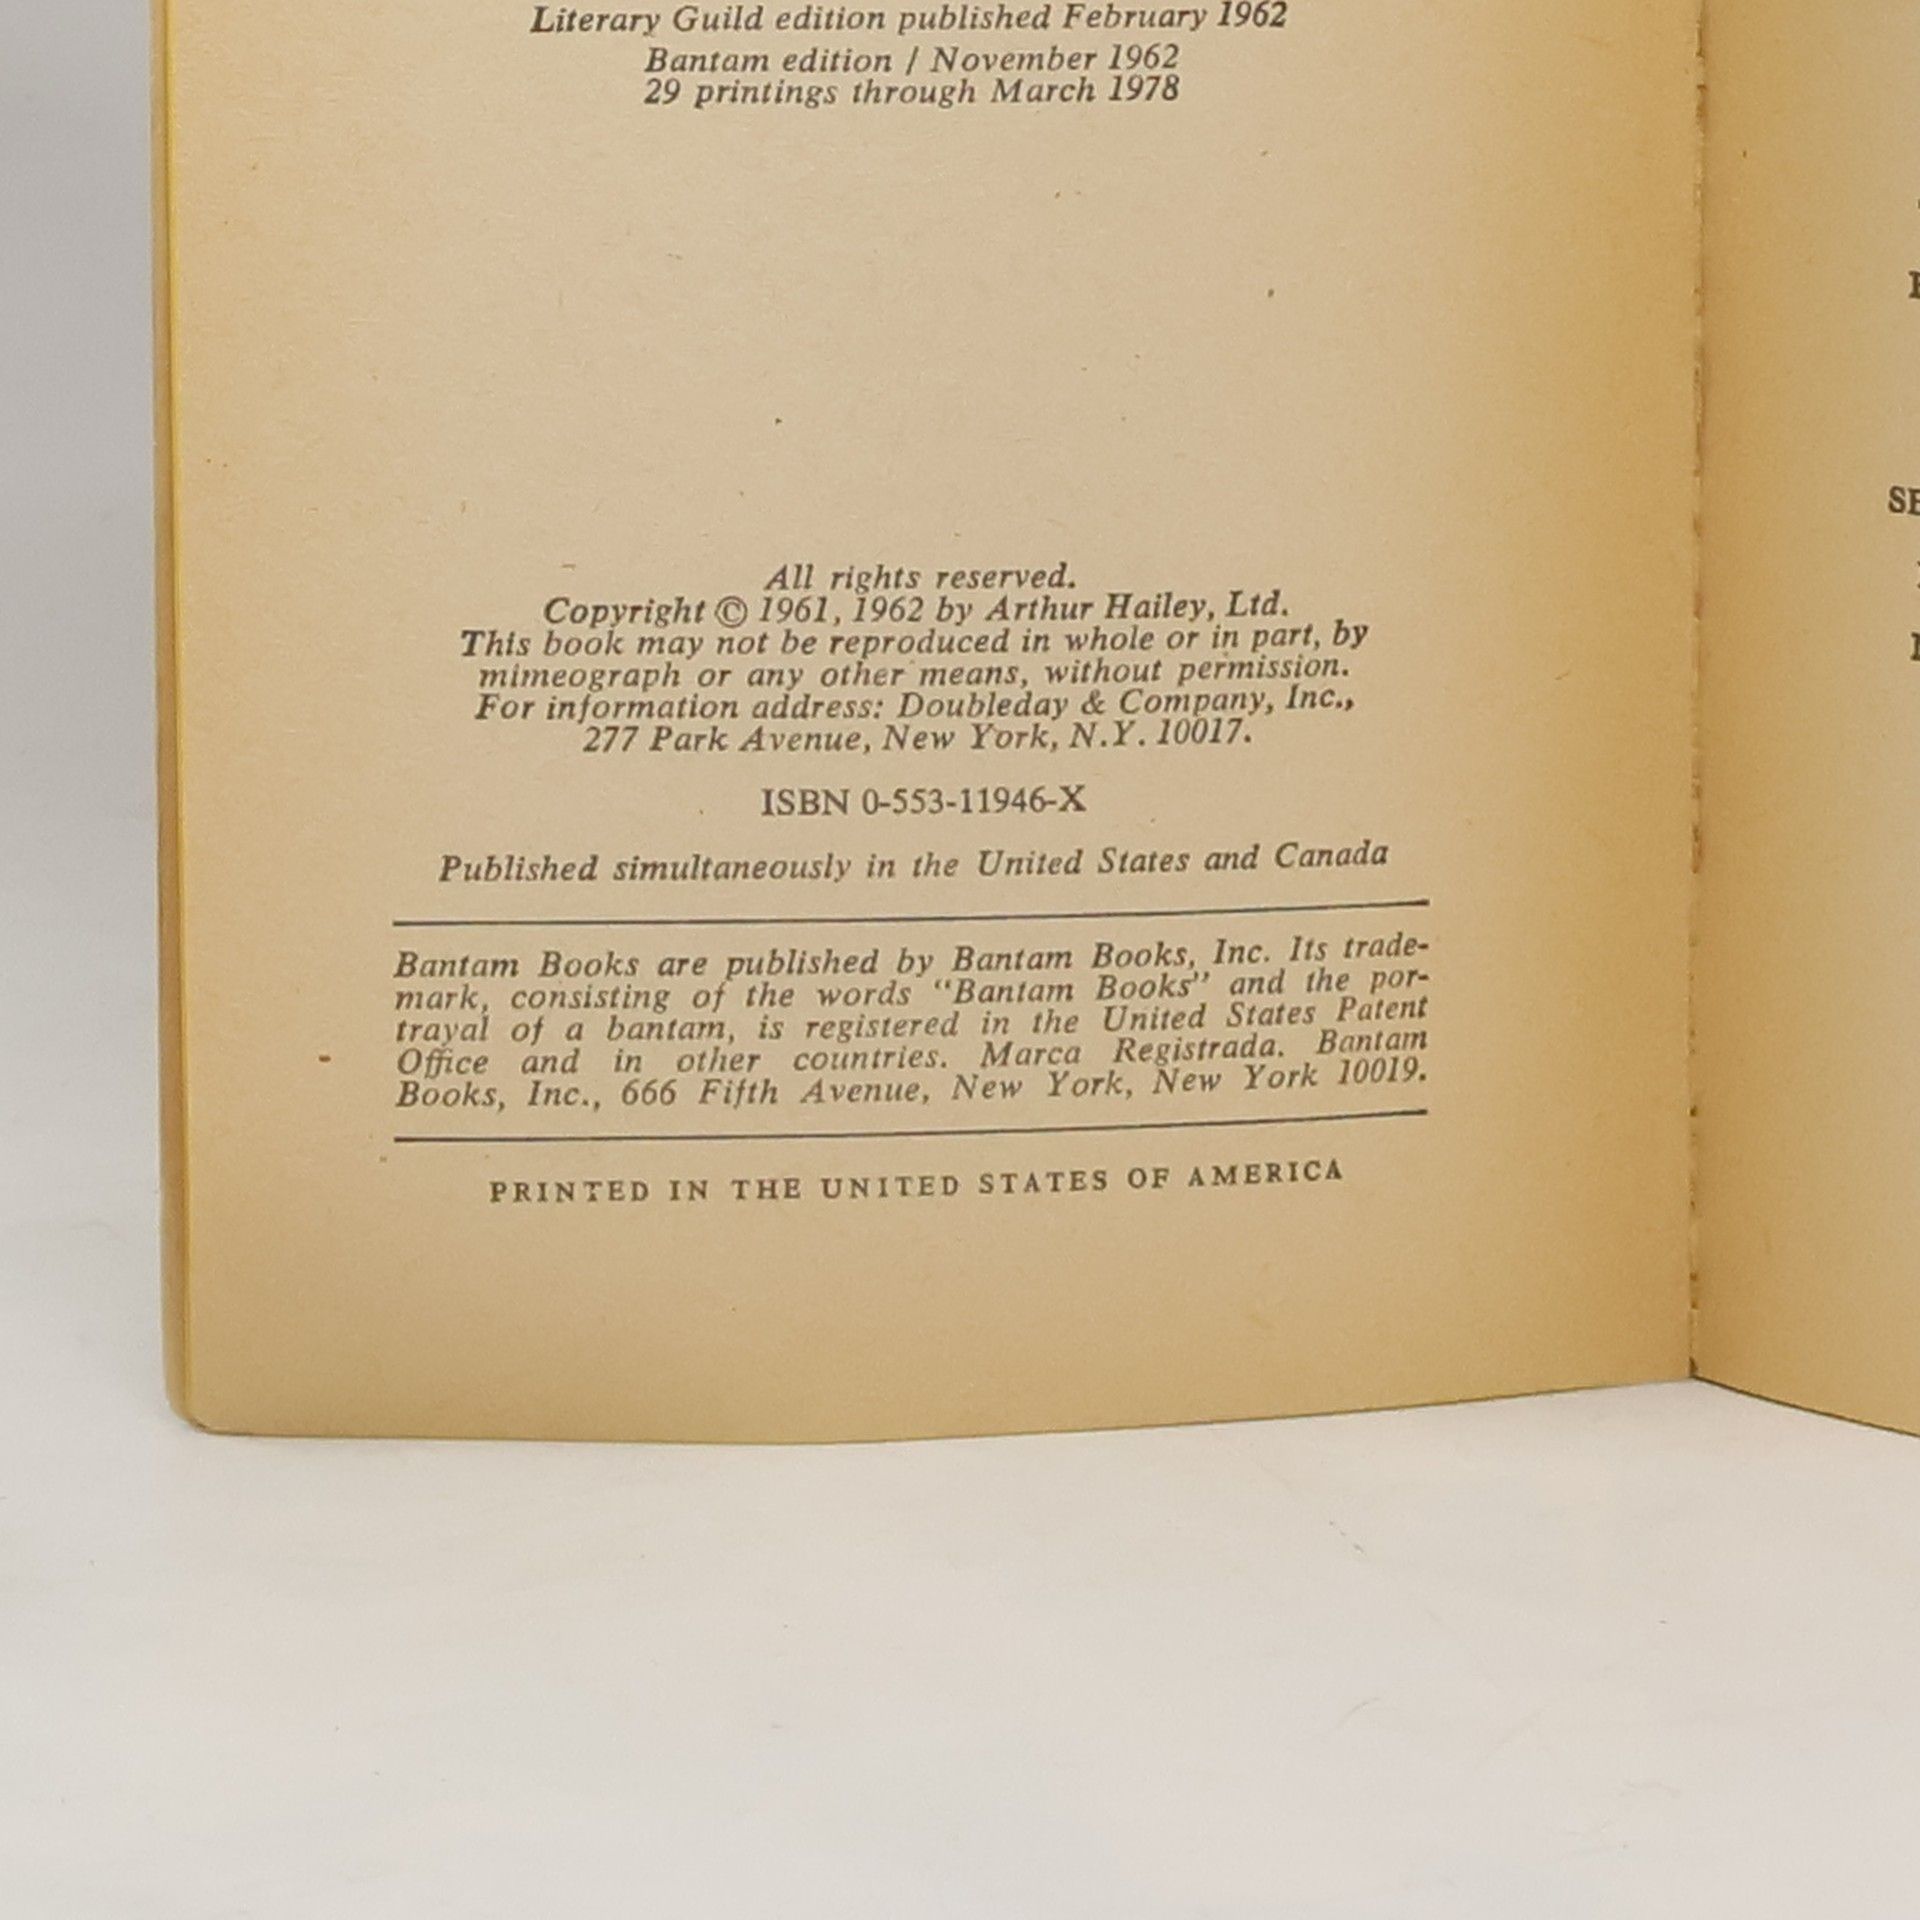 Literary Guild edition published February 1962
Bantam edition / November 1962
29 printings through March 1978
All rights reserved.
Copyright © 1961, 1962 by Arthur Hailey, Ltd.
This book may not be reproduced in whole or in part, by
mimeograph or any other means, without permission.
For information address: Doubleday & Company, Inc.,
277 Park Avenue, New York, N.Y. 10017.
ISBN 0-553-11946-X
Published simultaneously in the United States and Canada
Bantam Books are published by Bantam Books, Inc. Its trade-
mark, consisting of the words "Bantam Books" and the por-
trayal of a bantam, is registered in the United States Patent
Office and in other countries. Marca Registrada. Bantam
Books, Inc., 666 Fifth Avenue, New York, New York 10019.
PRINTED IN THE UNITED STATES OF AMERICA